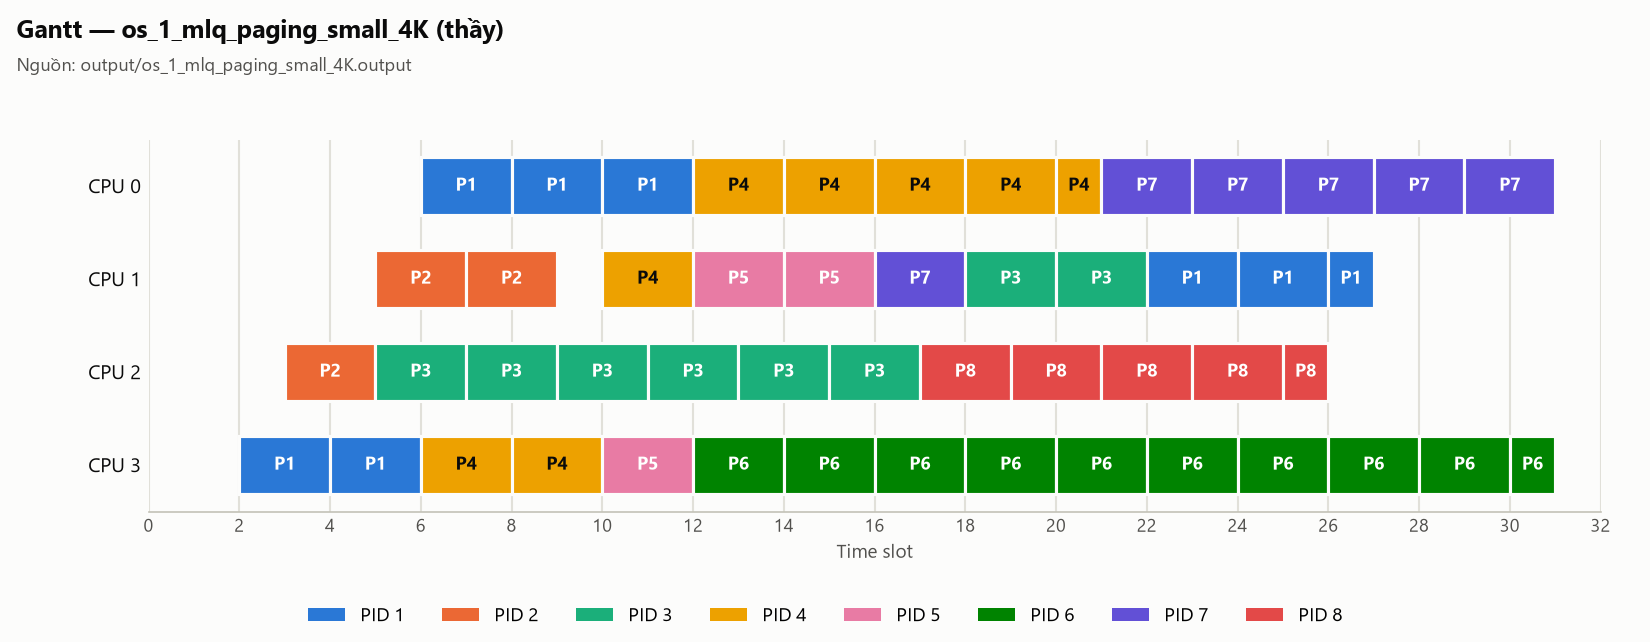 Gantt — os_1_mlq_paging_small_4K (thầy)
Nguồn: output/os_1_mlq_paging_small_4K.output
CPU 0 P1 P1 P1 P4 P4 P4 P4 P4 P7 P7 P7 P7 P7
CPU 1 P2 P2 P4 P5 P5 P7 P3 P3 P1 P1 P1
CPU 2 P2 P3 P3 P3 P3 P3 P3 P8 P8 P8 P8 P8
CPU 3 P1 P1 P4 P4 P5 P6 P6 P6 P6 P6 P6 P6 P6 P6 P6
0 2 4 6 8 10 12 14 16 18 20 22 24 26 28 30 32
Time slot
PID 1 PID 2 PID 3 PID 4 PID 5 PID 6 PID 7 PID 8